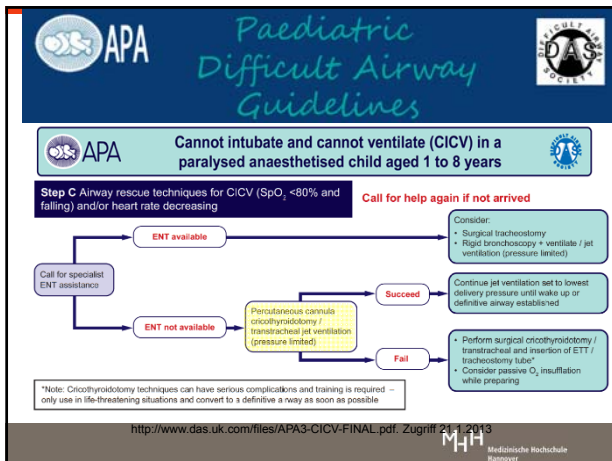 APA
Paediatric
Difficult Airway
Guidelines
DIFFICULT AIRWAY SOCIETY
DAS
APA
Cannot intubate and cannot ventilate (CICV) in a
paralysed anaesthetised child aged 1 to 8 years
Step C Airway rescue techniques for CICV (SpO₂ <80% and
falling) and/or heart rate decreasing
Call for help again if not arrived
ENT available
Consider:
• Surgical tracheostomy
• Rigid bronchoscopy + ventilate / jet
ventilation (pressure limited)
Call for specialist
ENT assistance
ENT not available
Percutaneous cannula
cricothyroidotomy /
transtracheal jet ventilation
(pressure limited)
Succeed
Continue jet ventilation set to lowest
delivery pressure until wake up or
definitive airway established
Fail
• Perform surgical cricothyroidotomy /
transtracheal and insertion of ETT /
tracheostomy tube*
• Consider passive O₂ insufflation
while preparing
*Note: Cricothyroidotomy techniques can have serious complications and training is required –
only use in life-threatening situations and convert to a definitive airway as soon as possible
http://www.das.uk.com/files/APA3-CICV-FINAL.pdf. Zugriff 21.1.2013
MHH
Medizinische Hochschule
Hannover